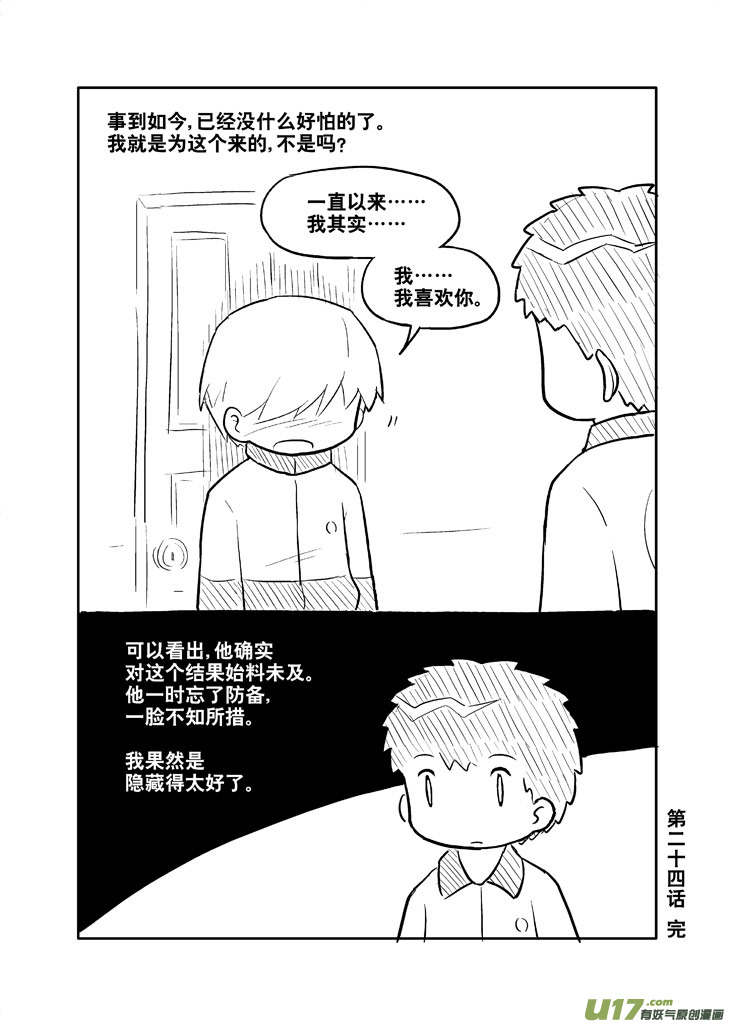 事到如今,已经没什么好怕的了。
我就是为这个来的,不是吗?
一直以来……
我其实……
我……
我喜欢你。
可以看出,他确实
对这个结果始料未及。
他一时忘了防备,
一脸不知所措。
我果然是
隐藏得太好了。
第二十四话 完
U17.com
有妖气原创漫画